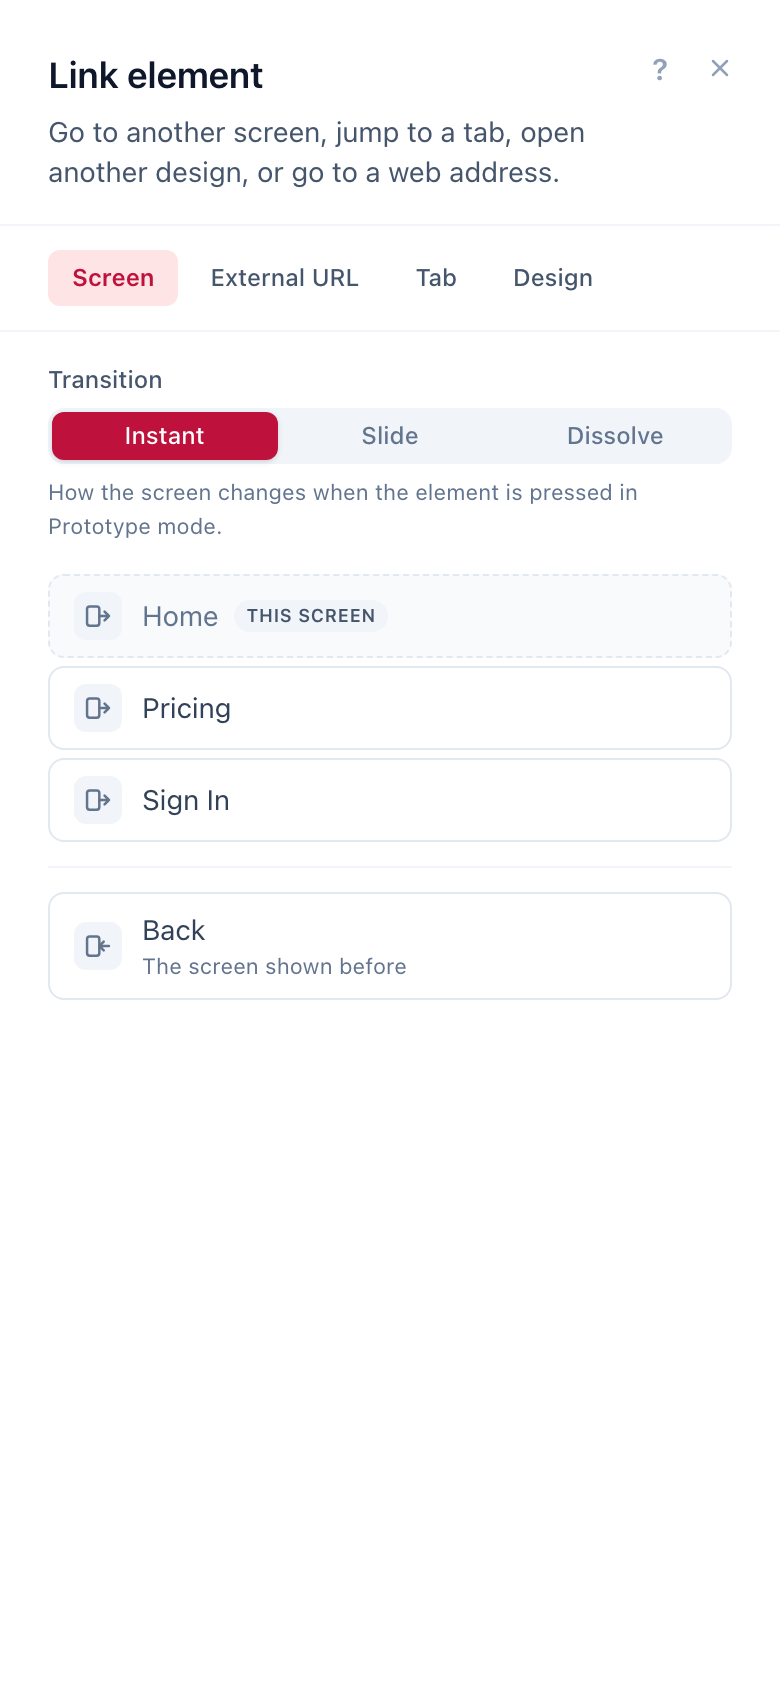 Link element
?
Go to another screen, jump to a tab, open
another design, or go to a web address.
Screen
External URL
Tab
Design
Transition
Instant
Slide
Dissolve
How the screen changes when the element is pressed in
Prototype mode.
Home THIS SCREEN
Pricing
Sign In
Back
The screen shown before